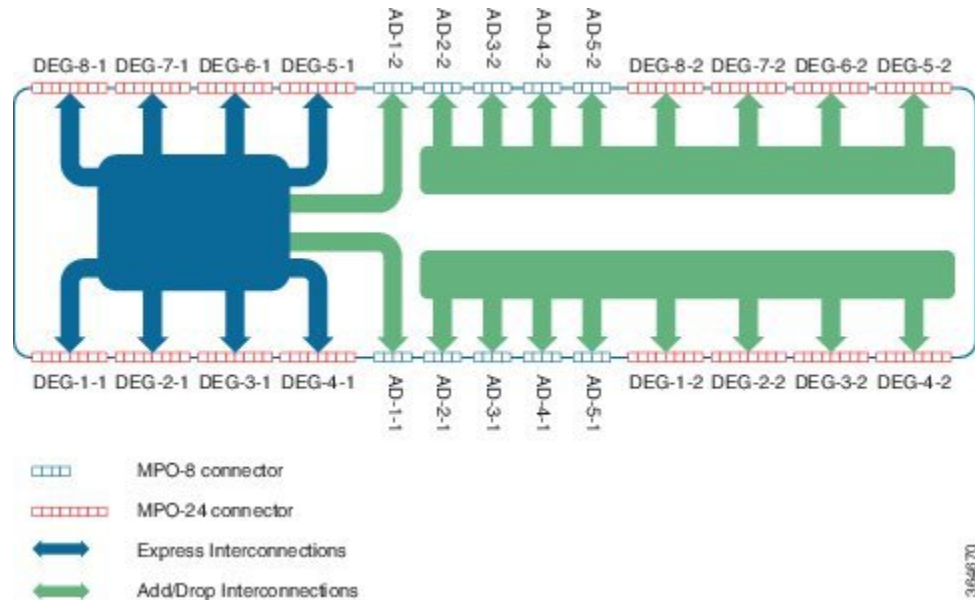 AD-1-2
AD-2-2
AD-3-2
AD-4-2
AD-5-2
DEG-8-1 DEG-7-1 DEG-6-1 DEG-5-1
DEG-8-2 DEG-7-2 DEG-6-2 DEG-5-2
DEG-1-1 DEG-2-1 DEG-3-1 DEG-4-1
AD-1-1
AD-2-1
AD-3-1
AD-4-1
AD-5-1
DEG-1-2 DEG-2-2 DEG-3-2 DEG-4-2
MPO-8 connector
MPO-24 connector
Express Interconnections
Add/Drop Interconnections